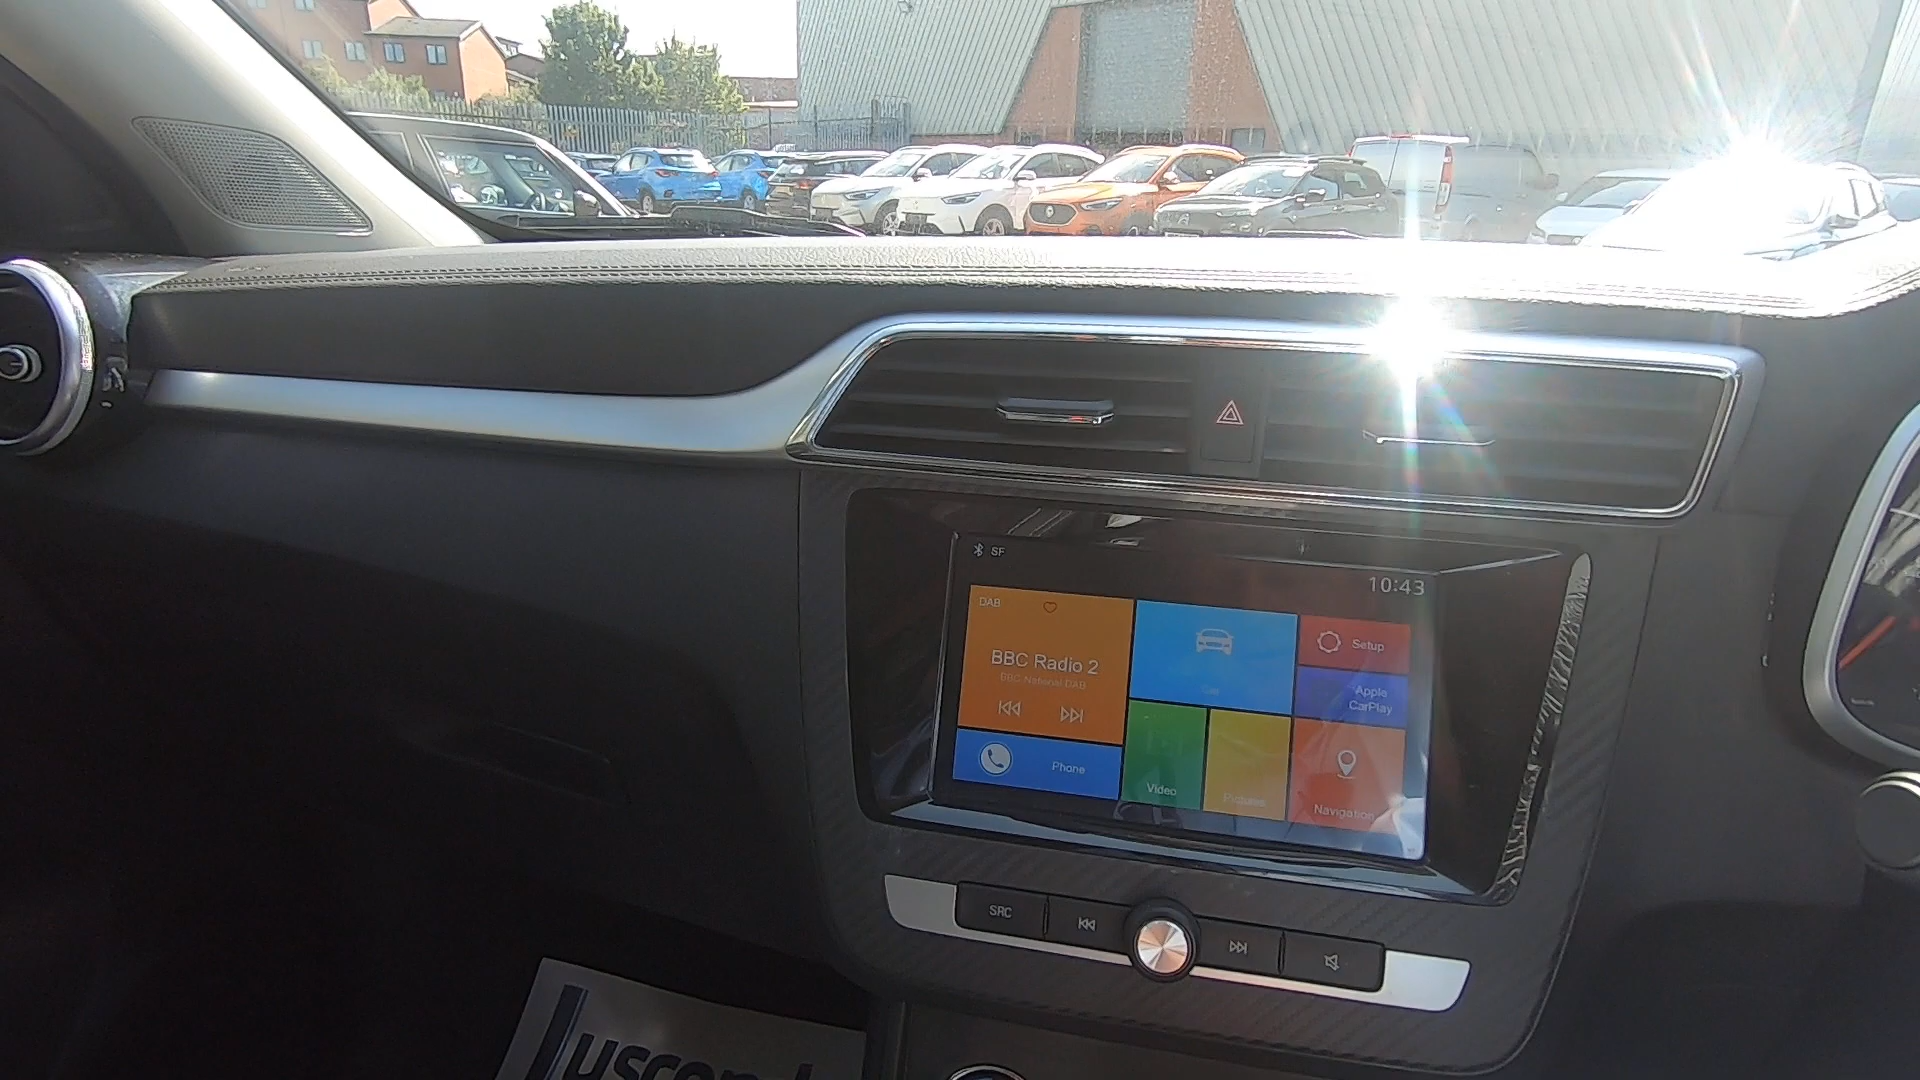 SF
10:43
DAB
BBC Radio 2
BBC National DAB
Setup
Apple
CarPlay
Phone
Video
Pictures
Navigation
SRC